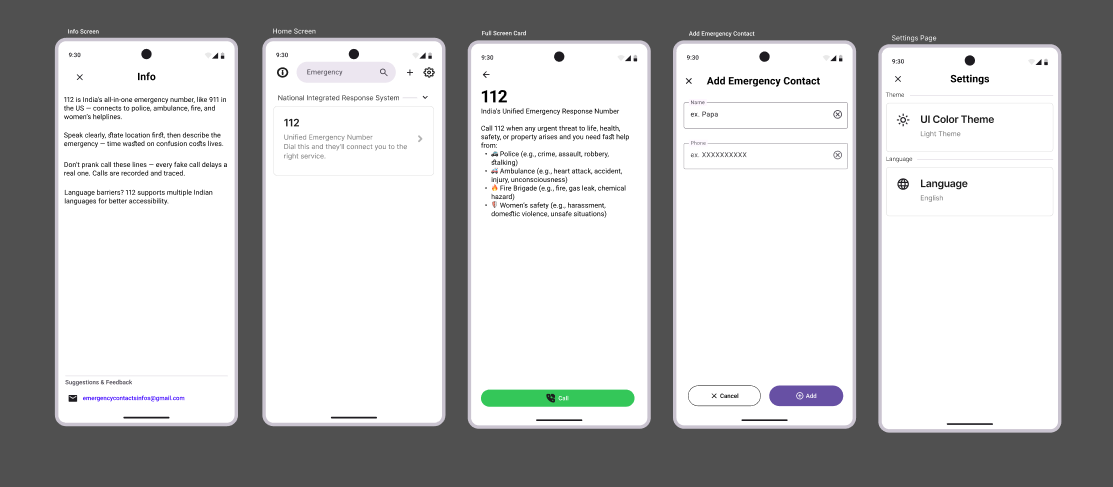 Info Screen
9:30
Info
112 is India's all-in-one emergency number, like 911 in
the US — connects to police, ambulance, fire, and
women's helplines.
Speak clearly, state location first, then describe the
emergency — time wasted on confusion costs lives.
Don't prank call these lines — every fake call delays a
real one. Calls are recorded and traced.
Language barriers? 112 supports multiple Indian
languages for better accessibility.
Suggestions & Feedback
emergencycontactsinfos@gmail.com
Home Screen
9:30
Emergency
National Integrated Response System
112
Unified Emergency Number
Dial this and they'll connect you to the
right service.
Full Screen Card
9:30
112
India's Unified Emergency Response Number
Call 112 when any urgent threat to life, health,
safety, or property arises and you need fast help
from:
• 🚓 Police (e.g., crime, assault, robbery,
stalking)
• 🚑 Ambulance (e.g., heart attack, accident,
injury, unconsciousness)
• 🔥 Fire Brigade (e.g., fire, gas leak, chemical
hazard)
• Women's safety (e.g., harassment,
domestic violence, unsafe situations)
Call
Add Emergency Contact
9:30
Add Emergency Contact
Name
ex. Papa
Phone
ex. XXXXXXXXXX
Cancel
Add
Settings Page
9:30
Settings
Theme
UI Color Theme
Light Theme
Language
Language
English